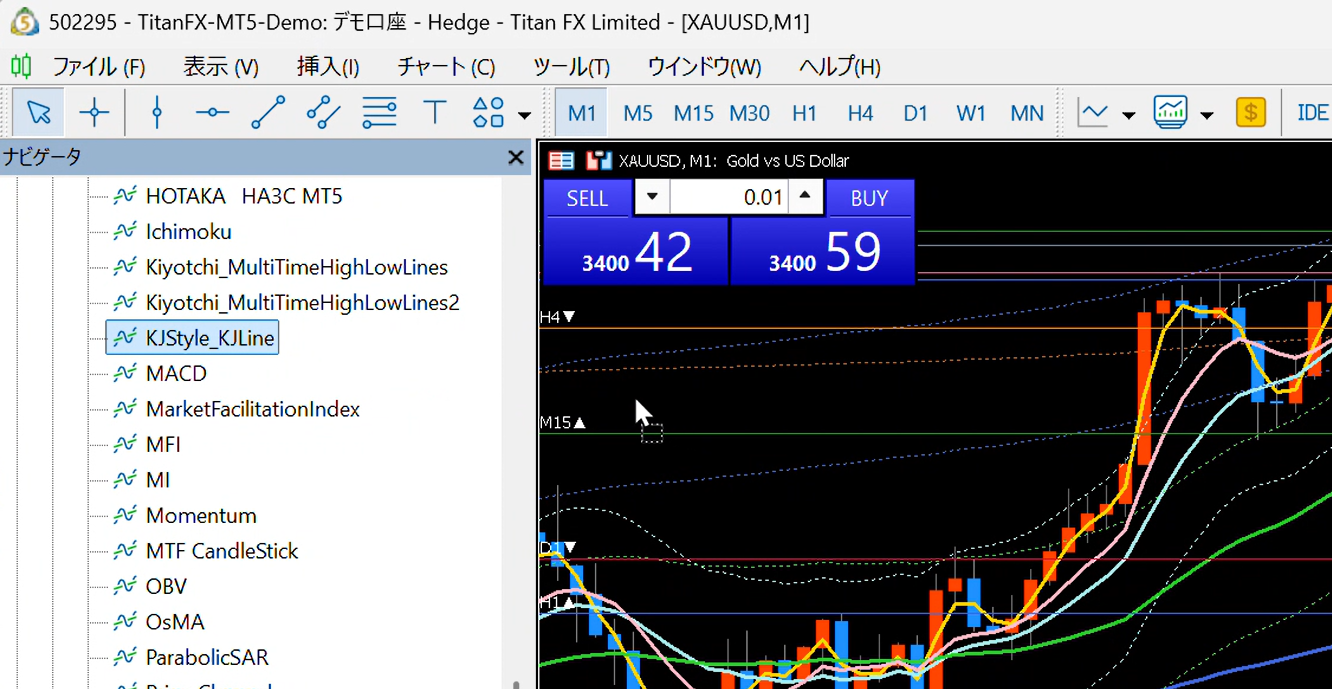 502295 - TitanFX-MT5-Demo: デモ口座 - Hedge - Titan FX Limited - [XAUUSD,M1]
ファイル (F) 表示 (V) 挿入(I) チャート (C) ツール(T) ウインドウ(W) ヘルプ(H)
T M1 M5 M15 M30 H1 H4 D1 W1 MN $ IDE
ナビゲータ
XAUUSD, M1: Gold vs US Dollar
SELL 0.01 BUY
3400 42 3400 59
HOTAKA HA3C MT5
Ichimoku
Kiyotchi_MultiTimeHighLowLines
Kiyotchi_MultiTimeHighLowLines2
KJStyle_KJLine
MACD
MarketFacilitationIndex
MFI
MI
Momentum
MTF CandleStick
OBV
OsMA
ParabolicSAR
H4▼
M15▲
D1▼
H1▲